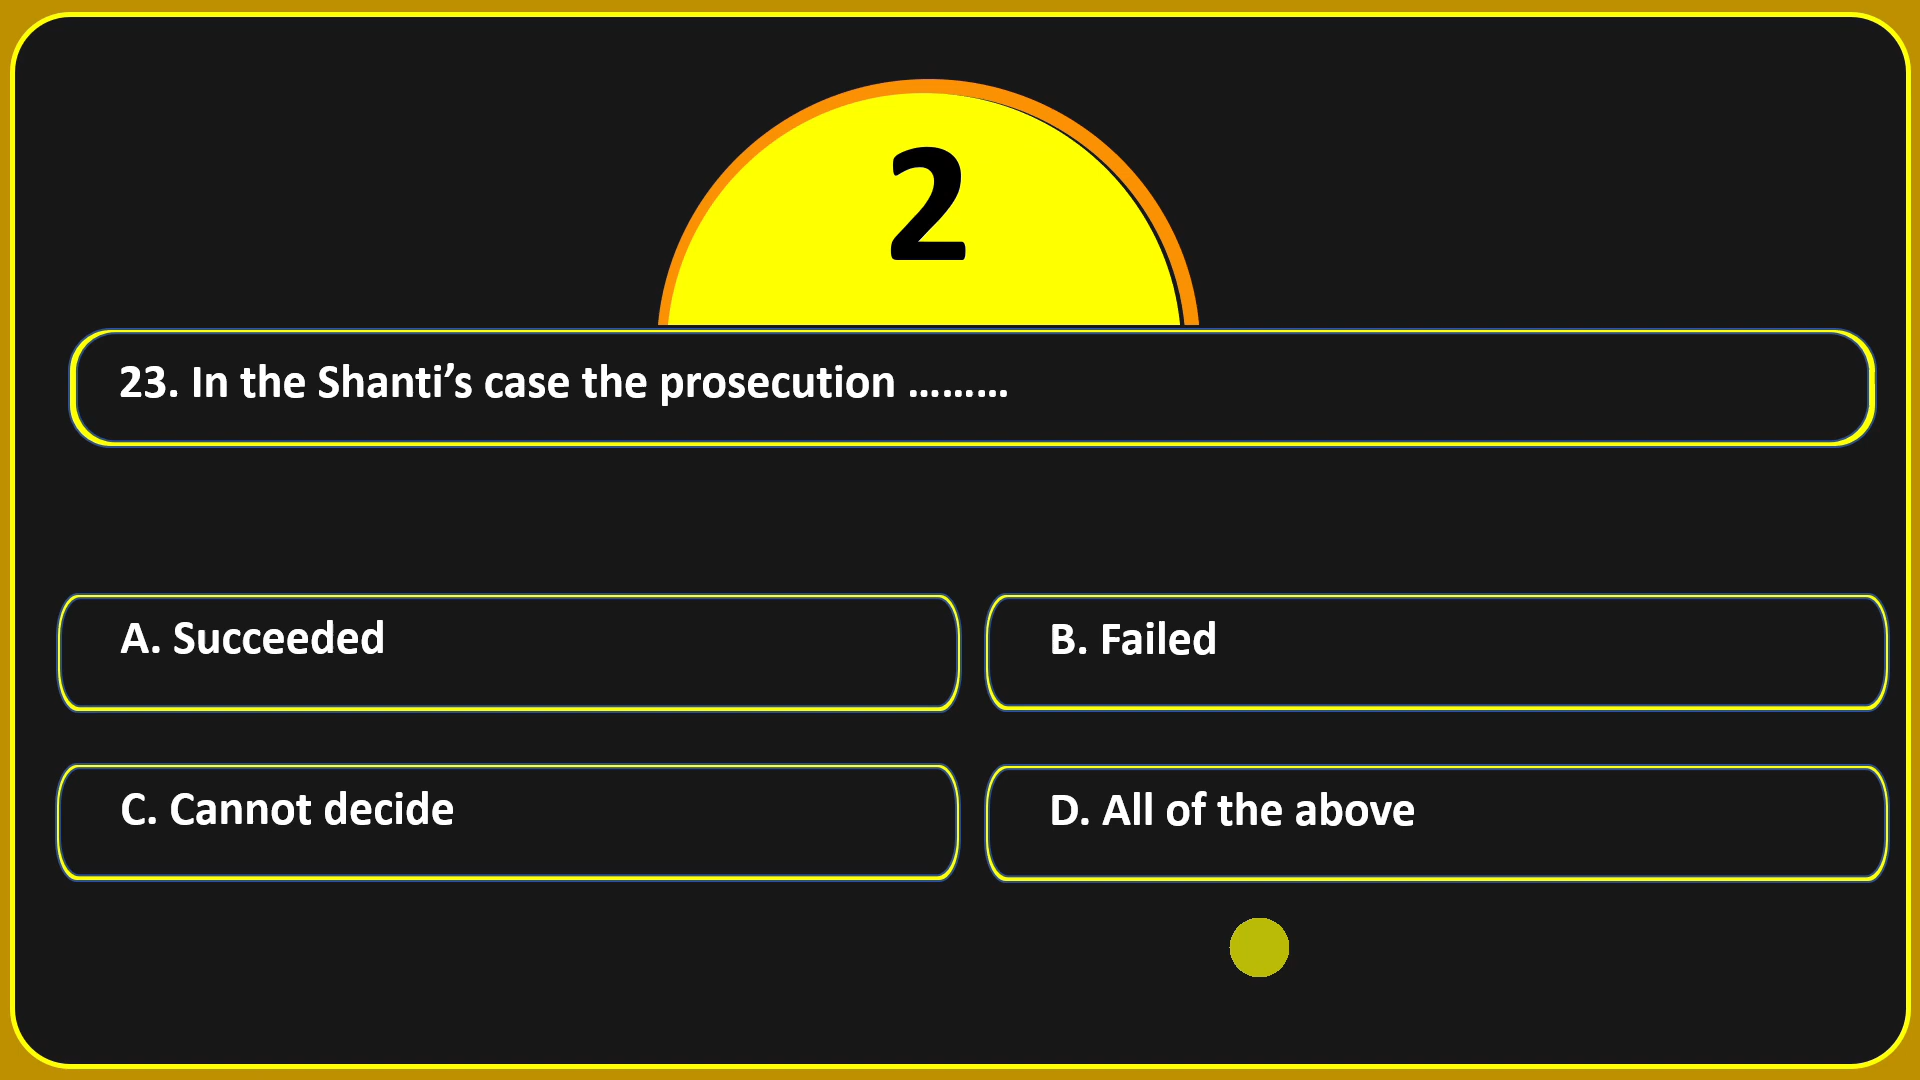 2
23. In the Shanti’s case the prosecution .........
A. Succeeded
B. Failed
C. Cannot decide
D. All of the above